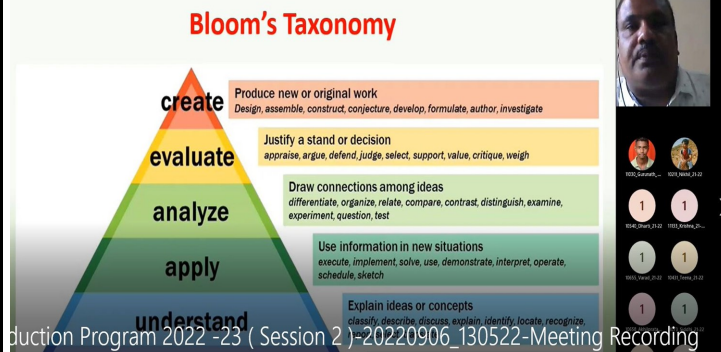 Bloom's Taxonomy
create
Produce new or original work
Design, assemble, construct, conjecture, develop, formulate, author, investigate
evaluate
Justify a stand or decision
appraise, argue, defend, judge, select, support, value, critique, weigh
analyze
Draw connections among ideas
differentiate, organize, relate, compare, contrast, distinguish, examine,
experiment, question, test
apply
Use information in new situations
execute, implement, solve, use, demonstrate, interpret, operate,
schedule, sketch
understand
Explain ideas or concepts
classify, describe, discuss, explain, identify, locate, recognize,
duction Program 2022 -23 ( Session 2 )-20220906_130522-Meeting Recording
1
1
1
1
1
1